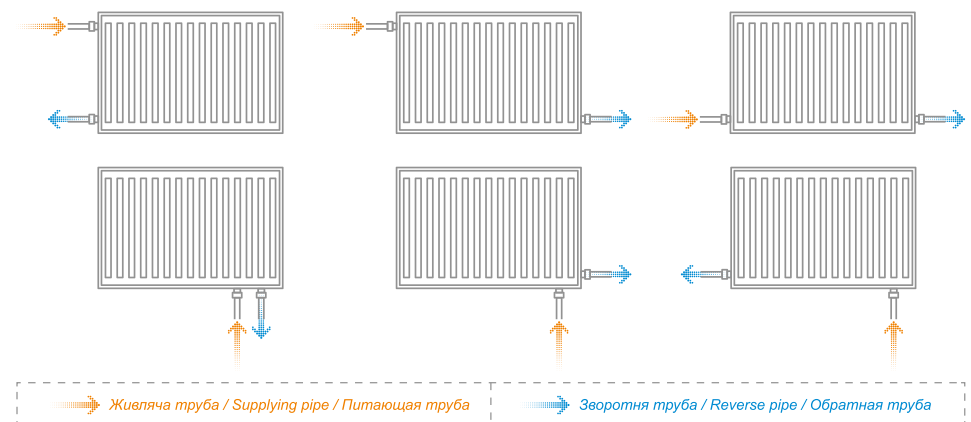 Живляча труба / Supplying pipe / Питающая труба
Зворотня труба / Reverse pipe / Обратная труба